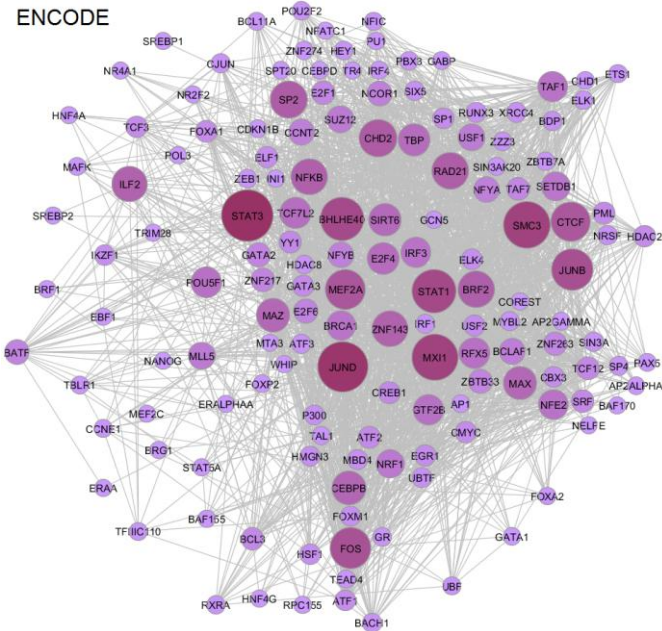 ENCODE
POU2F2
BCL11A
NFATC1
NFIC
SREBP1
ZNF274
HEY1
PU1
CJUN
SPT20
CEBPD
TR4
IRF4
PBX3
GABP
NR4A1
NR2F2
SP2
E2F1
NCOR1
SIX5
TAF1
CHD1
ETS1
ELK1
HNF4A
TCF3
FOXA1
CDKN1B
CCNT2
SUZ12
CHD2
TBP
SP1
RUNX3
XRCC4
BDP1
USF1
ZZZ3
MAFK
POL3
ELF1
ZEB1
INI1
NFKB
RAD21
SIN3AK20
ZBTB7A
ILF2
NFYA
TAF7
SETDB1
SREBP2
STAT3
TCF7L2
BHLHE40
SIRT6
GCN5
SMC3
CTCF
PML
NRSF
HDAC2
TRIM28
YY1
IKZF1
GATA2
HDAC8
NFYB
E2F4
IRF3
ELK4
JUNB
BRF1
POU5F1
ZNF217
GATA3
MEF2A
STAT1
BRF2
COREST
EBF1
MAZ
E2F6
BRCA1
ZNF143
IRF1
USF2
MYBL2
AP2GAMMA
BATF
NANOG
MLL5
MTA3
ATF3
WHIP
JUND
MXI1
RFX5
BCLAF1
ZNF263
SIN3A
TCF12
SP4
PAX5
TBLR1
FOXP2
ZBTB33
CBX3
AP2ALPHA
MEF2C
ERALPHAA
CREB1
MAX
NFE2
SRF
BAF170
CCNE1
P300
GTF2B
AP1
NELFE
BRG1
TAL1
ATF2
CMYC
STAT5A
HMGN3
MBD4
NRF1
EGR1
UBTF
ERAA
CEBPB
FOXA2
BAF155
FOXM1
TFIIIC110
BCL3
HSF1
FOS
GR
GATA1
TEAD4
UBF
RXRA
HNF4G
RPC155
ATF1
BACH1